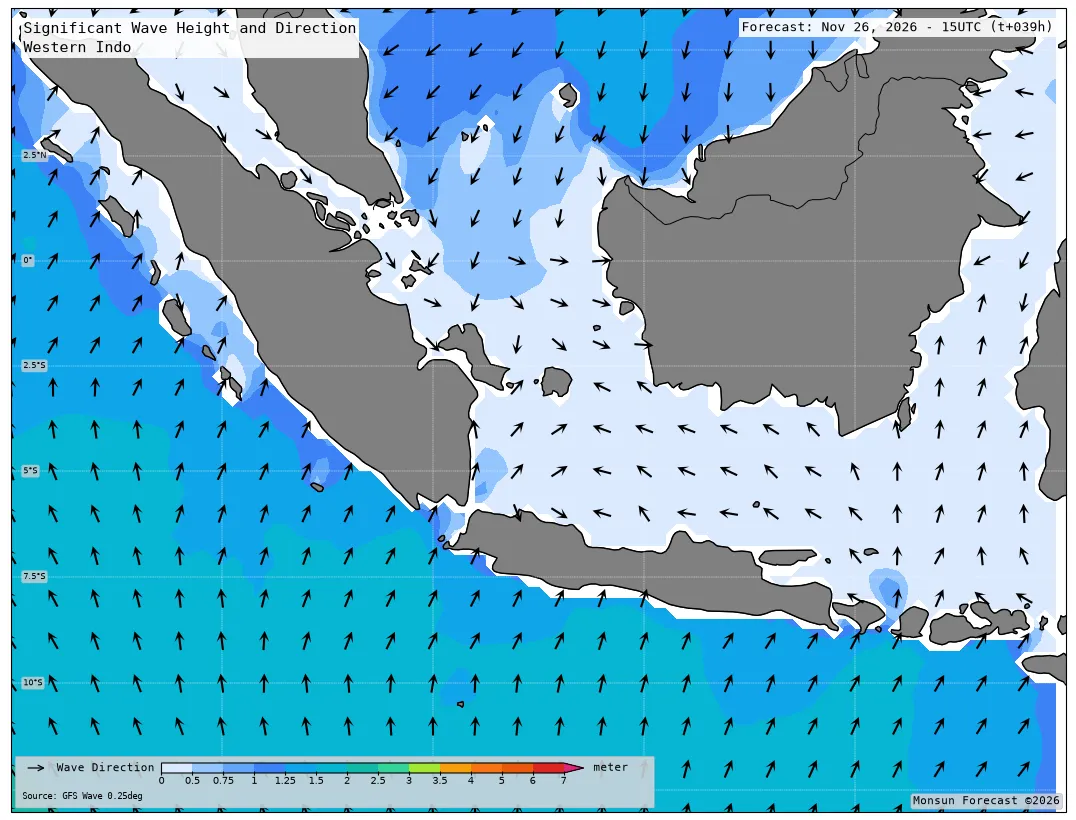 Significant Wave Height and Direction
Western Indo
Forecast: Nov 26, 2026 - 15UTC (t+039h)
2.5°N
0°
2.5°S
5°S
7.5°S
10°S
Wave Direction
0 0.5 0.75 1 1.25 1.5 2 2.5 3 3.5 4 5 6 7
meter
Source: GFS Wave 0.25deg
Monsun Forecast ©2026